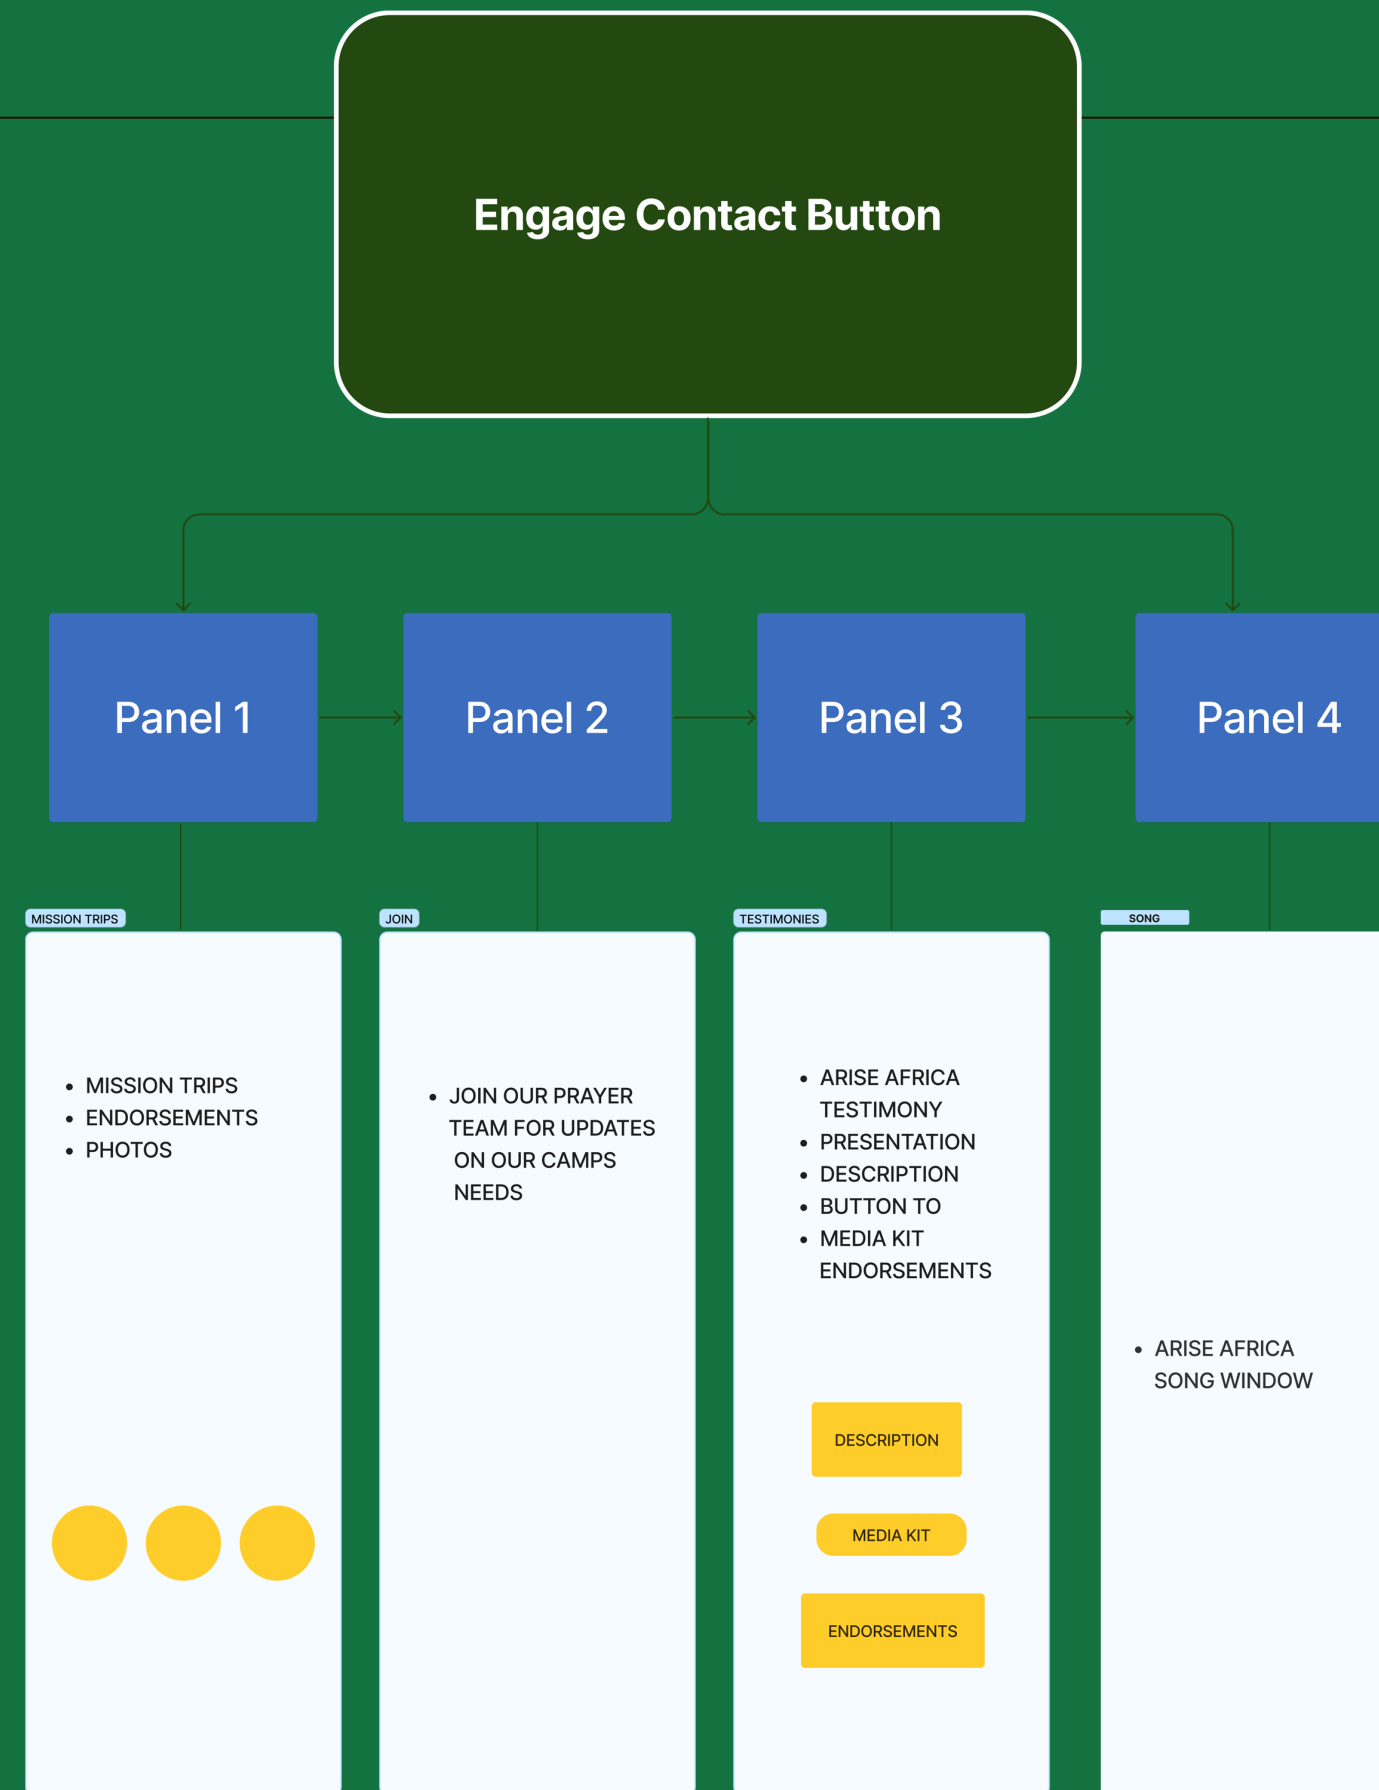 Engage Contact Button
Panel 1
Panel 2
Panel 3
Panel 4
MISSION TRIPS
• MISSION TRIPS
• ENDORSEMENTS
• PHOTOS
JOIN
• JOIN OUR PRAYER
TEAM FOR UPDATES
ON OUR CAMPS
NEEDS
TESTIMONIES
• ARISE AFRICA
TESTIMONY
• PRESENTATION
• DESCRIPTION
• BUTTON TO
• MEDIA KIT
ENDORSEMENTS
DESCRIPTION
MEDIA KIT
ENDORSEMENTS
SONG
• ARISE AFRICA
SONG WINDOW